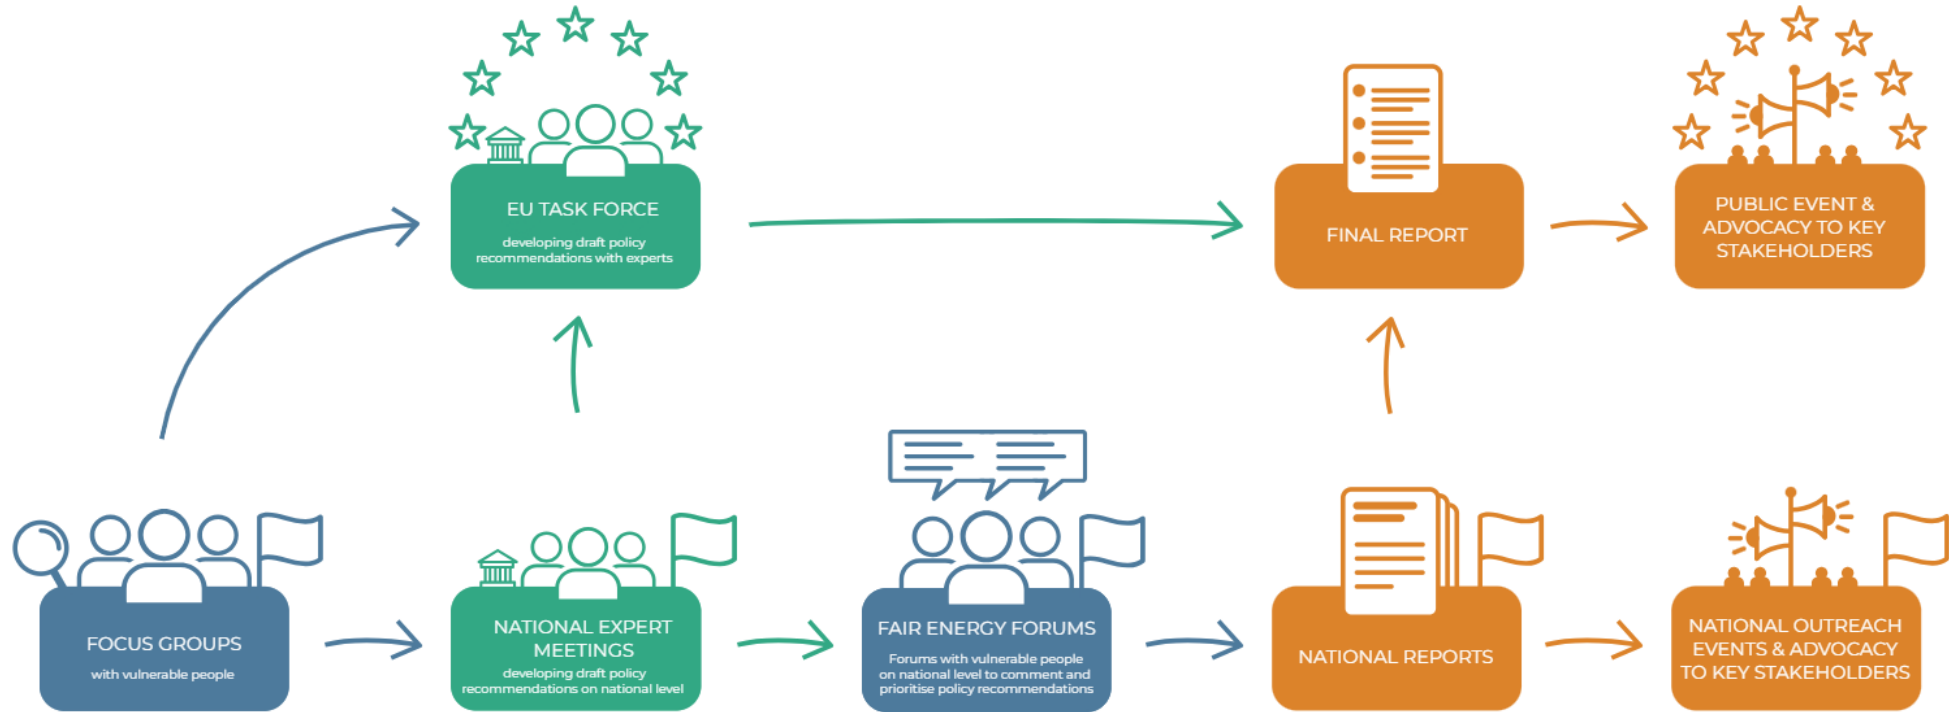 EU TASK FORCE
developing draft policy
recommendations with experts
FINAL REPORT
PUBLIC EVENT &
ADVOCACY TO KEY
STAKEHOLDERS
FOCUS GROUPS
with vulnerable people
NATIONAL EXPERT
MEETINGS
developing draft policy
recommendations on national level
FAIR ENERGY FORUMS
Forums with vulnerable people
on national level to comment and
prioritise policy recommendations
NATIONAL REPORTS
NATIONAL OUTREACH
EVENTS & ADVOCACY
TO KEY STAKEHOLDERS